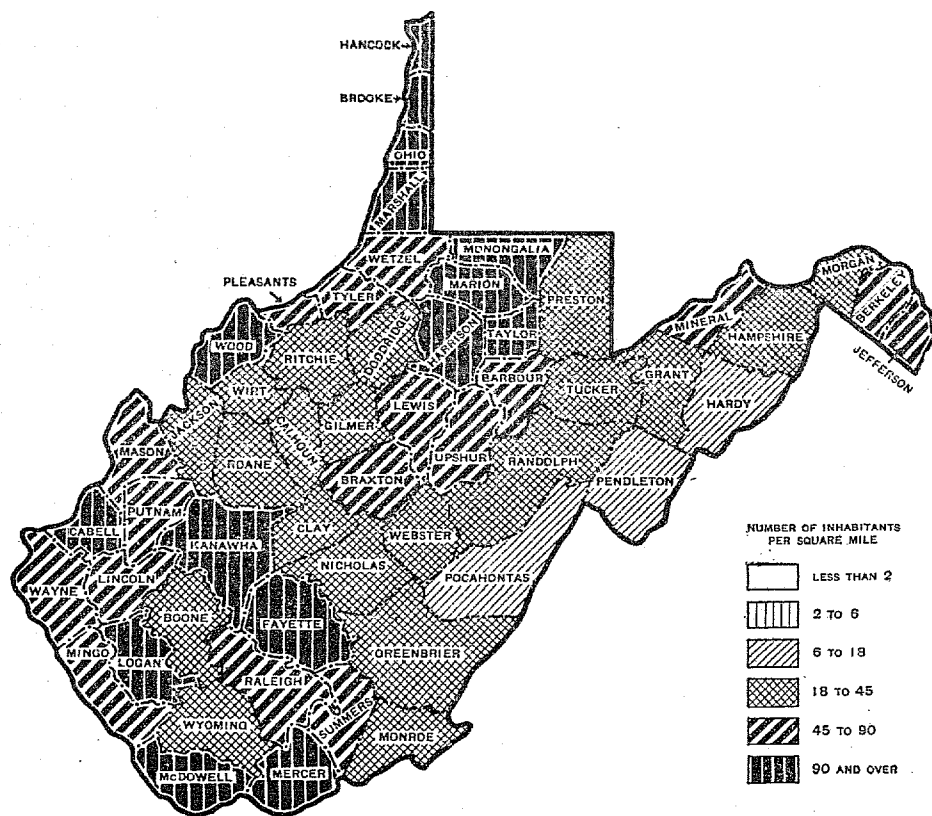 HANCOCK
BROOKE
OHIO
MARSHALL
WETZEL
MONONGALIA
MARION
PRESTON
PLEASANTS
TYLER
MORGAN
BERKELEY
MINERAL
HAMPSHIRE
JEFFERSON
WOOD
RITCHIE
DODDRIDGE
HARRISON
TAYLOR
BARBOUR
TUCKER
GRANT
HARDY
WIRT
JACKSON
CALHOUN
GILMER
LEWIS
UPSHUR
RANDOLPH
PENDLETON
MASON
ROANE
BRAXTON
PUTNAM
CABELL
KANAWHA
CLAY
WEBSTER
NICHOLAS
POCAHONTAS
WAYNE
LINCOLN
BOONE
FAYETTE
GREENBRIER
MINGO
LOGAN
RALEIGH
SUMMERS
MONROE
WYOMING
McDOWELL
MERCER
NUMBER OF INHABITANTS
PER SQUARE MILE
LESS THAN 2
2 TO 6
6 TO 18
18 TO 45
45 TO 90
90 AND OVER